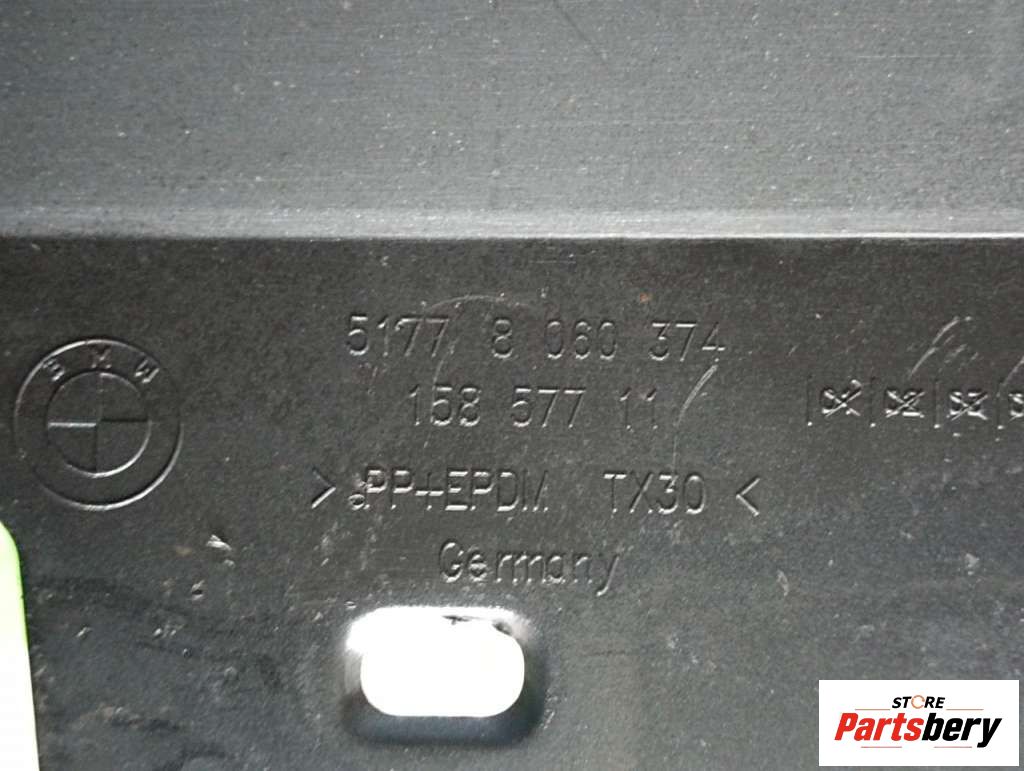 BMW
5177 8 060 374
158 577 11
> PP+EPDM TX30 <
Germany
STORE
Partsbery